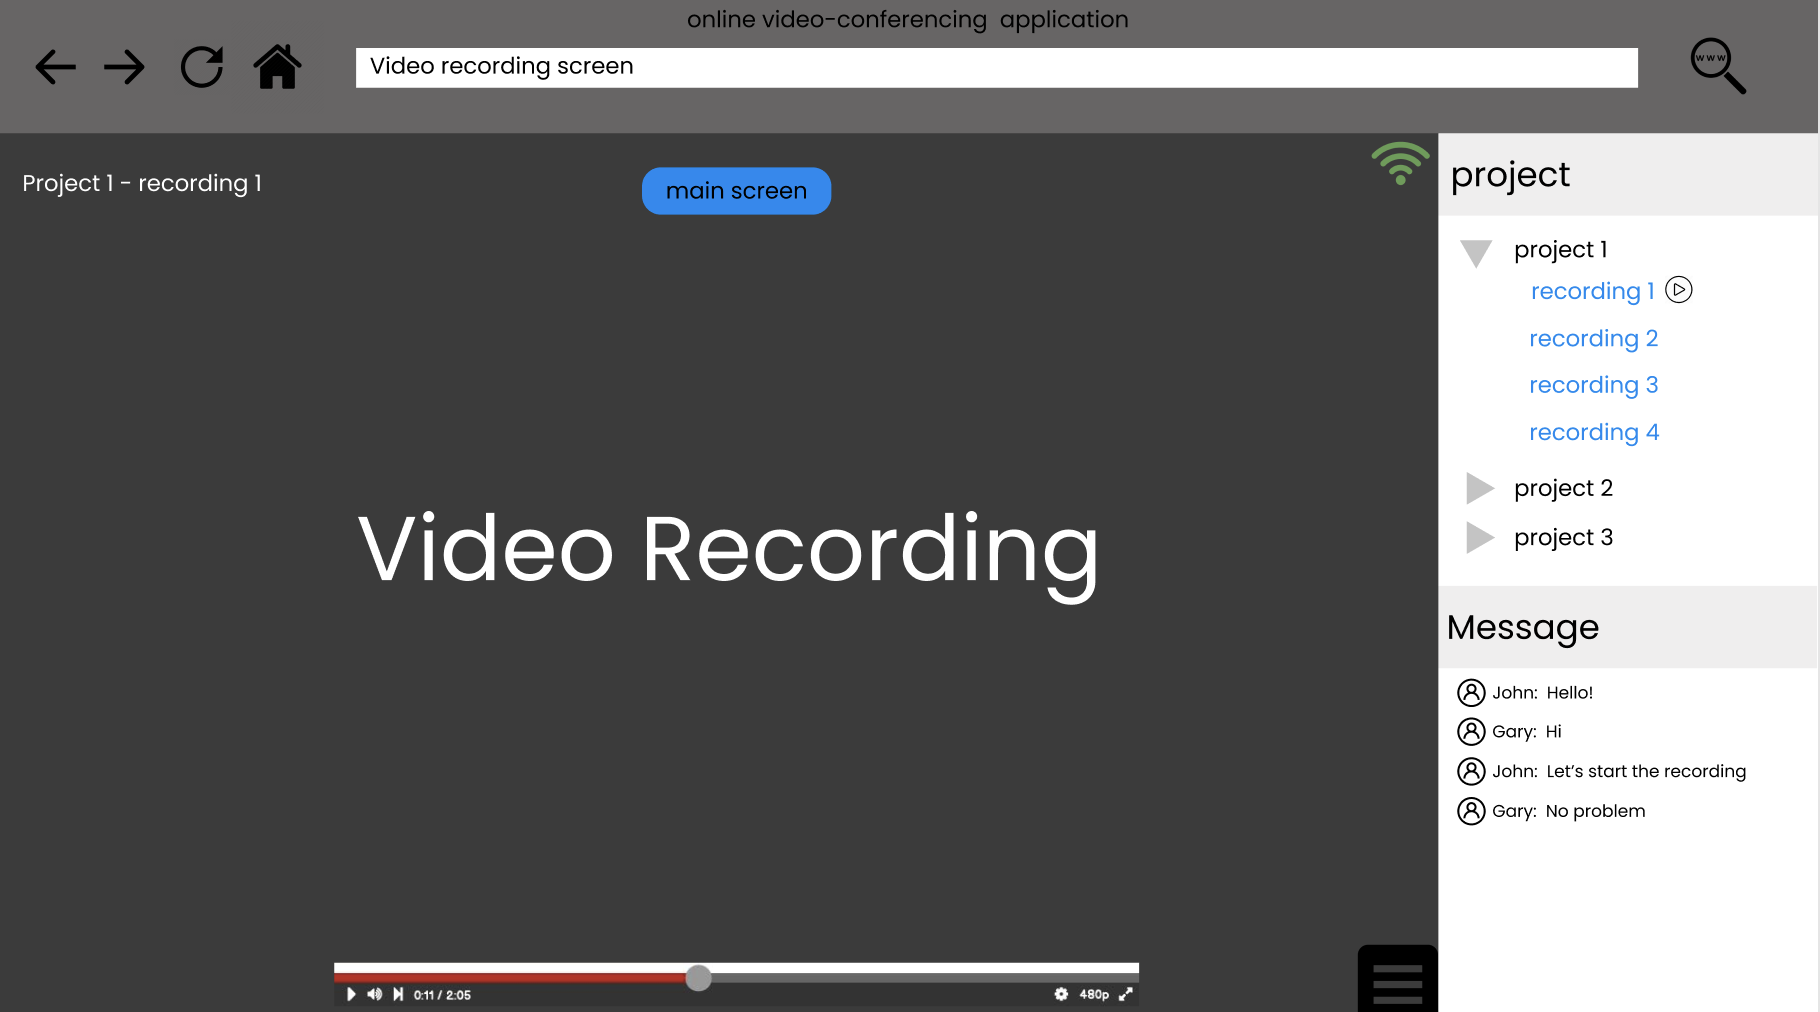 online video-conferencing application
Video recording screen
www
Project 1 - recording 1
main screen
Video Recording
0:11 / 2:05
480p
project
project 1
recording 1
recording 2
recording 3
recording 4
project 2
project 3
Message
John: Hello!
Gary: Hi
John: Let’s start the recording
Gary: No problem